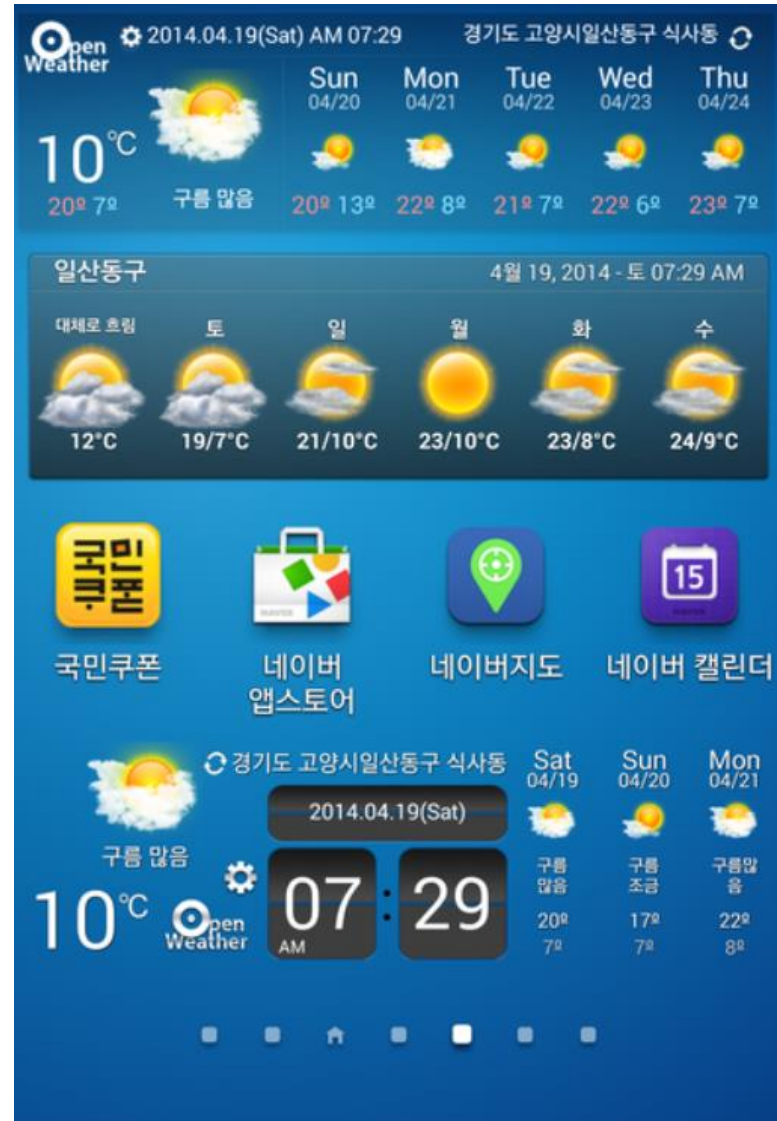 Open Weather 2014.04.19(Sat) AM 07:29 경기도 고양시일산동구 식사동
Sun Mon Tue Wed Thu
04/20 04/21 04/22 04/23 04/24
10°C
20º 7º 구름 많음 20º 13º 22º 8º 21º 7º 22º 6º 23º 7º
일산동구 4월 19, 2014 - 토 07:29 AM
대체로 흐림 토 일 월 화 수
12°C 19/7°C 21/10°C 23/10°C 23/8°C 24/9°C
국민
쿠폰
NAVER
15
NAVER
국민쿠폰 네이버 앱스토어 네이버지도 네이버 캘린더
경기도 고양시일산동구 식사동
2014.04.19(Sat)
구름 많음
10°C
Open Weather
07 : 29
AM
Sat Sun Mon
04/19 04/20 04/21
구름 많음 구름 조금 구름많음
20º 17º 22º
7º 7º 8º